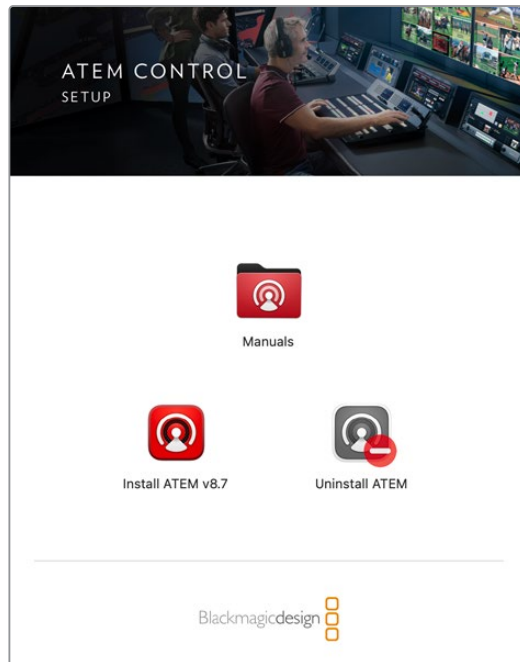 ATEM CONTROL
SETUP
Manuals
Install ATEM v8.7
Uninstall ATEM
Blackmagicdesign